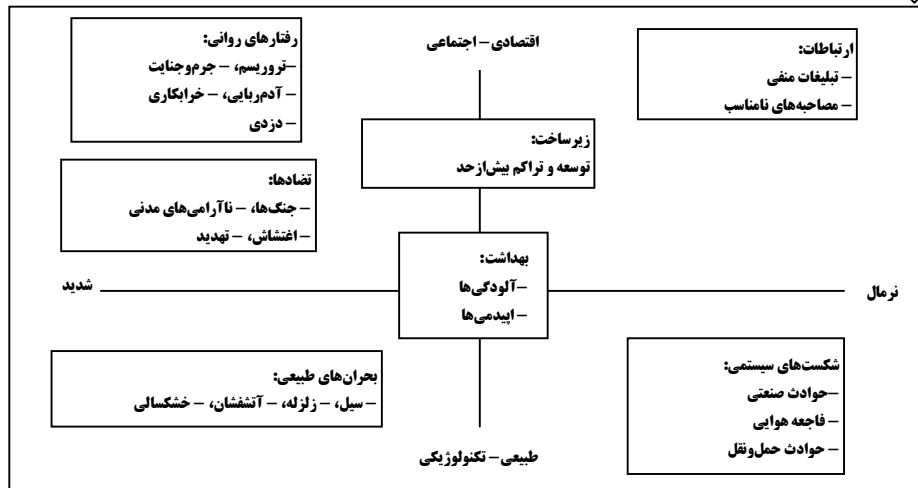 رفتارهای روانی:
–تروریسم، – جرم‌وجنایت
– آدم‌ربایی، – خرابکاری
– دزدی
اقتصادی – اجتماعی
ارتباطات:
– تبلیغات منفی
– مصاحبه‌های نامناسب
زیرساخت:
توسعه و تراکم بیش‌ازحد
تضادها:
– جنگ‌ها، – ناآرامی‌های مدنی
– اغتشاش، – تهدید
بهداشت:
–آلودگی‌ها
– اپیدمی‌ها
شدید
نرمال
بحران‌های طبیعی:
– سیل، – زلزله، – آتشفشان، – خشکسالی
شکست‌های سیستمی:
–حوادث صنعتی
– فاجعه هوایی
– حوادث حمل‌ونقل
طبیعی – تکنولوژیکی